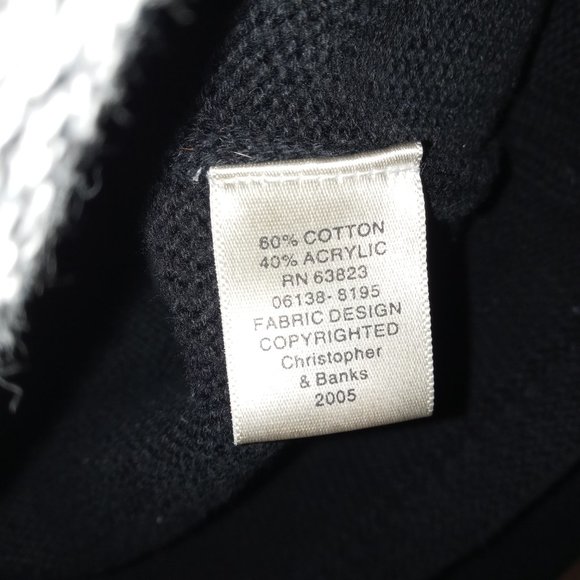 60% COTTON
40% ACRYLIC
RN 63823
06138- 8195
FABRIC DESIGN
COPYRIGHTED
Christopher
& Banks
2005